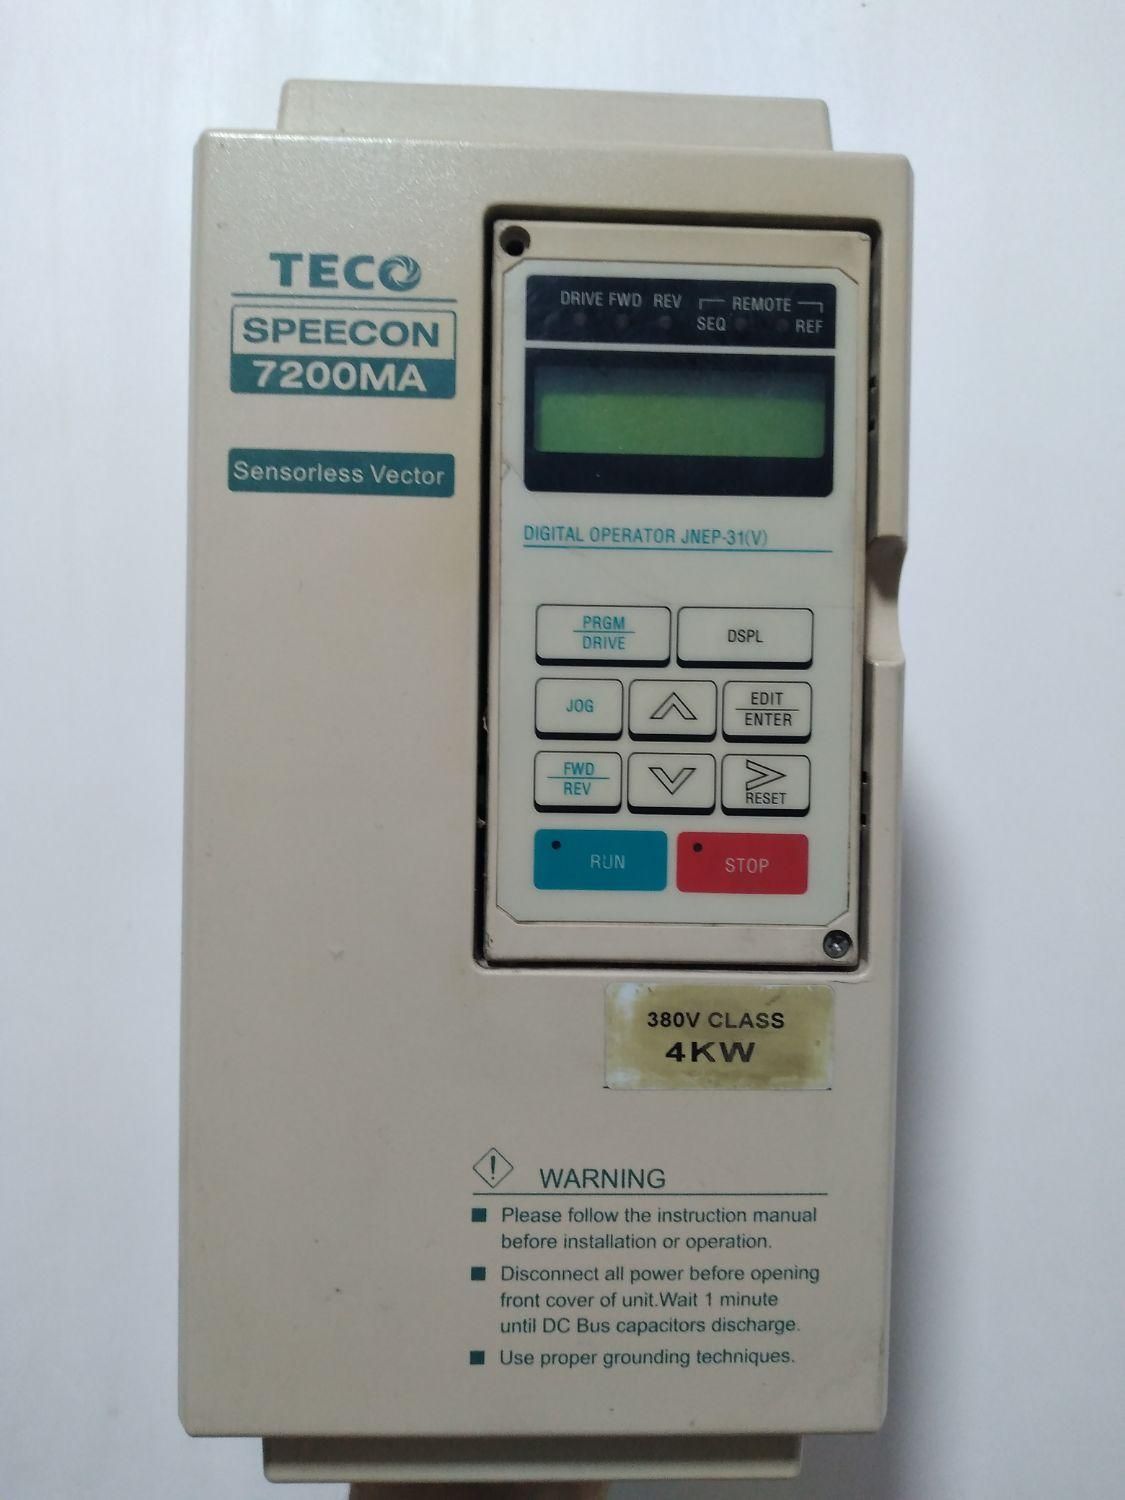 TECO
SPEECON
7200MA
Sensorless Vector
DRIVE FWD REV REMOTE
SEQ REF
DIGITAL OPERATOR JNEP-31(V)
PRGM
DRIVE
DSPL
JOG
EDIT
ENTER
FWD
REV
RESET
RUN
STOP
380V CLASS
4KW
WARNING
Please follow the instruction manual
before installation or operation.
Disconnect all power before opening
front cover of unit.Wait 1 minute
until DC Bus capacitors discharge.
Use proper grounding techniques.